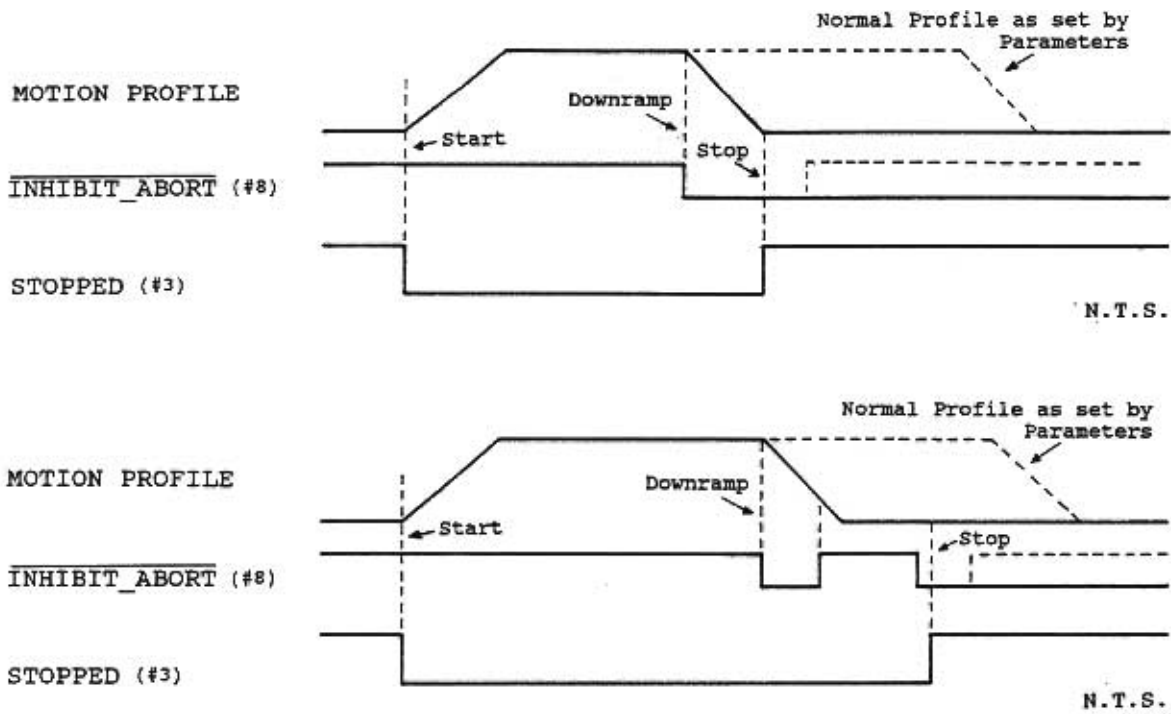 Normal Profile as set by
Parameters
MOTION PROFILE
Downramp
Start
Stop
INHIBIT_ABORT (#8)
STOPPED (#3)
N.T.S.
Normal Profile as set by
Parameters
MOTION PROFILE
Downramp
Start
Stop
INHIBIT_ABORT (#8)
STOPPED (#3)
N.T.S.